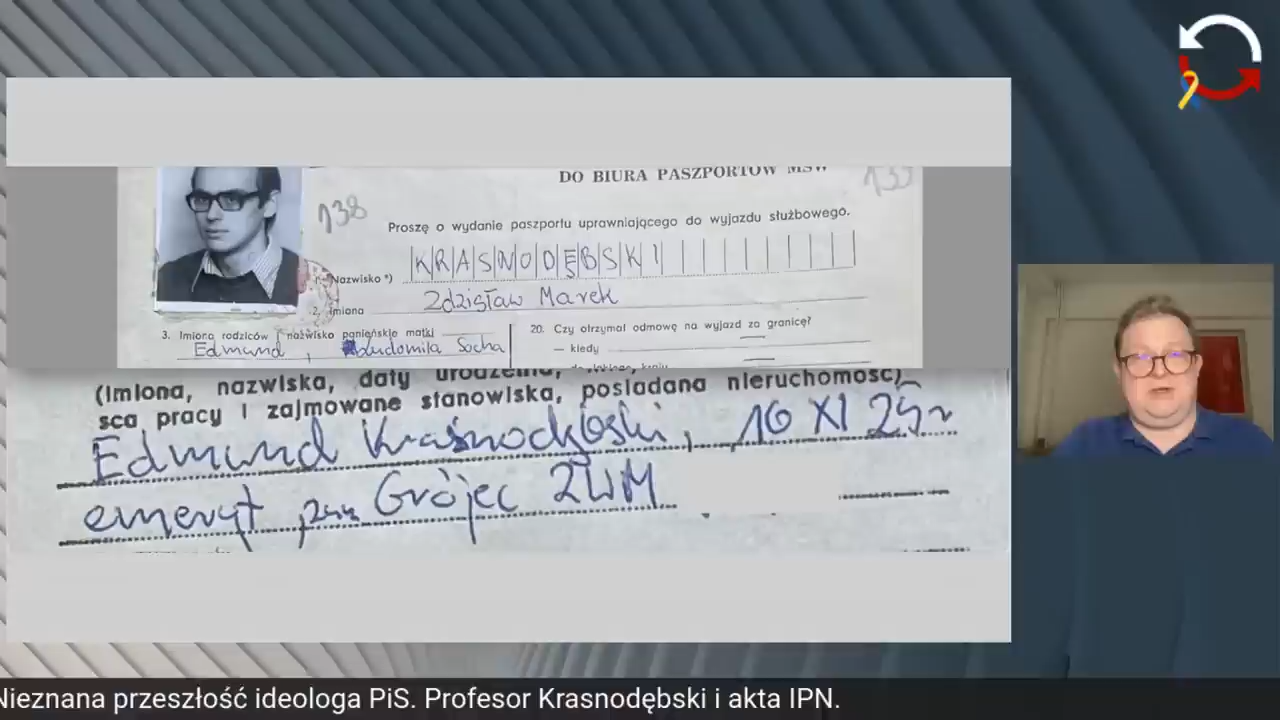 DO BIURA PASZPORTÓW MSW
138
Proszę o wydanie paszportu uprawniającego do wyjazdu służbowego.
Nazwisko *) KRASNODĘBSKI
2. Imiona Zdzisław Marek
3. Imiona rodziców i nazwisko panieńskie matki
Edmund, Ludomiła Socha
20. Czy otrzymał odmowę na wyjazd za granicę?
— kiedy
(imiona, nazwiska, daty urodzenia,
sca pracy i zajmowane stanowiska, posiadana nieruchomość)
Edmund Krasnodębski, 10 XI 25 r
emeryt, zam Grójec ZWM
Nieznana przeszłość ideologa PiS. Profesor Krasnodębski i akta IPN.